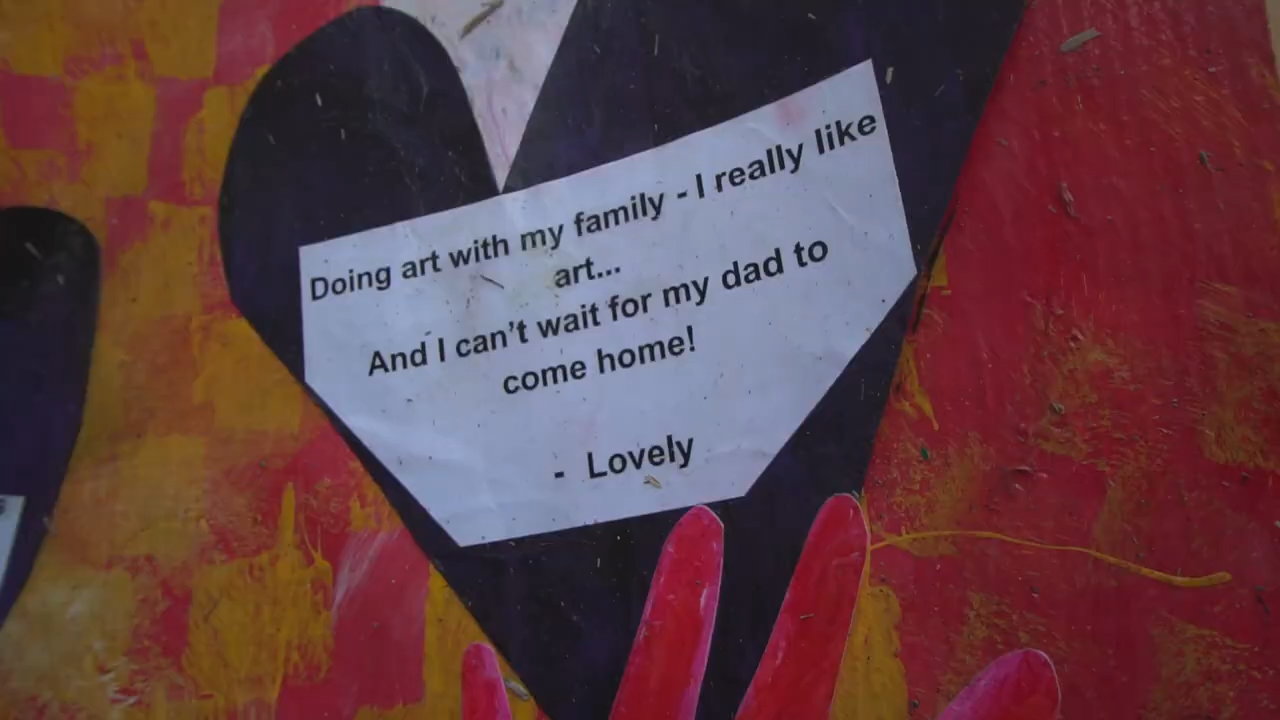 Doing art with my family - I really like
art...
And I can't wait for my dad to
come home!
- Lovely